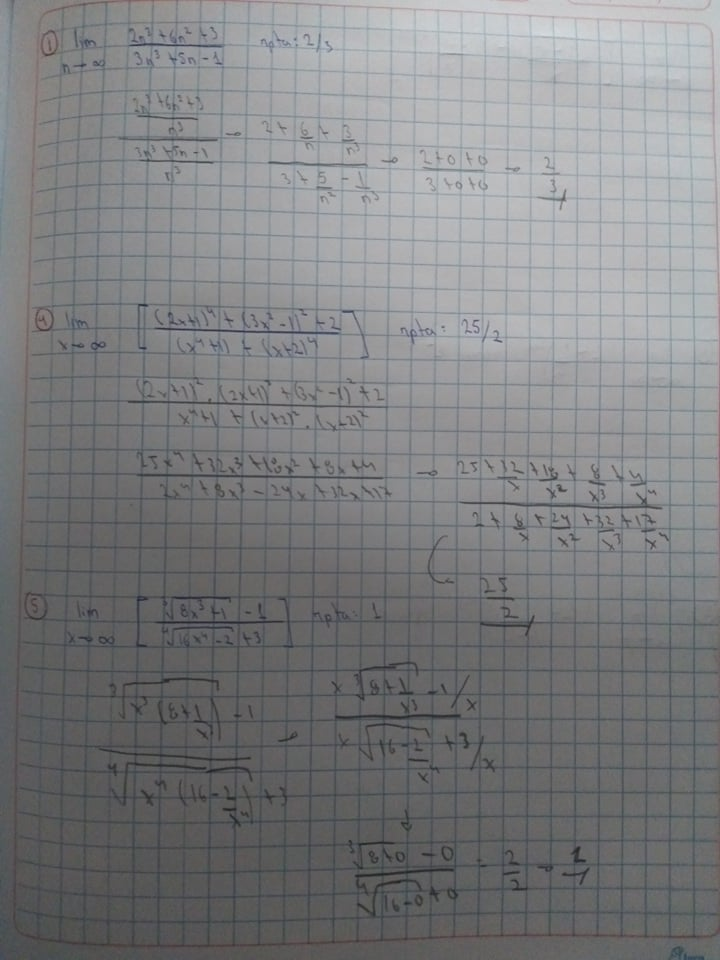 ① lim n→∞ (2n³+6n²+3)/(3n³+5n-1) rpta: 2/3
((2n³+6n²+3)/n³)/((3n³+5n-1)/n³) → (2+6/n+3/n³)/(3+5/n²-1/n³) → (2+0+0)/(3+0+0) → 2/3
④ lim x→∞ [((2x+1)⁴+(3x²-1)²+2)/((x⁴+1)+(x+2)⁴)] rpta: 25/2
((2x+1)².(2x+1)²+(3x²-1)²+2)/(x⁴+1+(x+2)².(x+2)²)
(25x⁴+32x³+18x²+8x+4)/(2x⁴+8x³-24x+32x+17) → (25+32/x+18/x²+8/x³+4/x⁴)/(2+8/x+24/x²+32/x³+17/x⁴)
25/2
⑤ lim x→∞ [(∛(8x³+1)-1)/(∜(16x⁴-2)+3)] rpta: 1
(∛(x³(8+1/x))-1)/(∜(x⁴(16-2/x⁴))+3) → (x∛(8+1/x³)-1/x)/(x√(16-2/x⁴)+3/x)
↓
(∛(8+0)-0)/(∜(16-0)+0) = 2/2 → 1